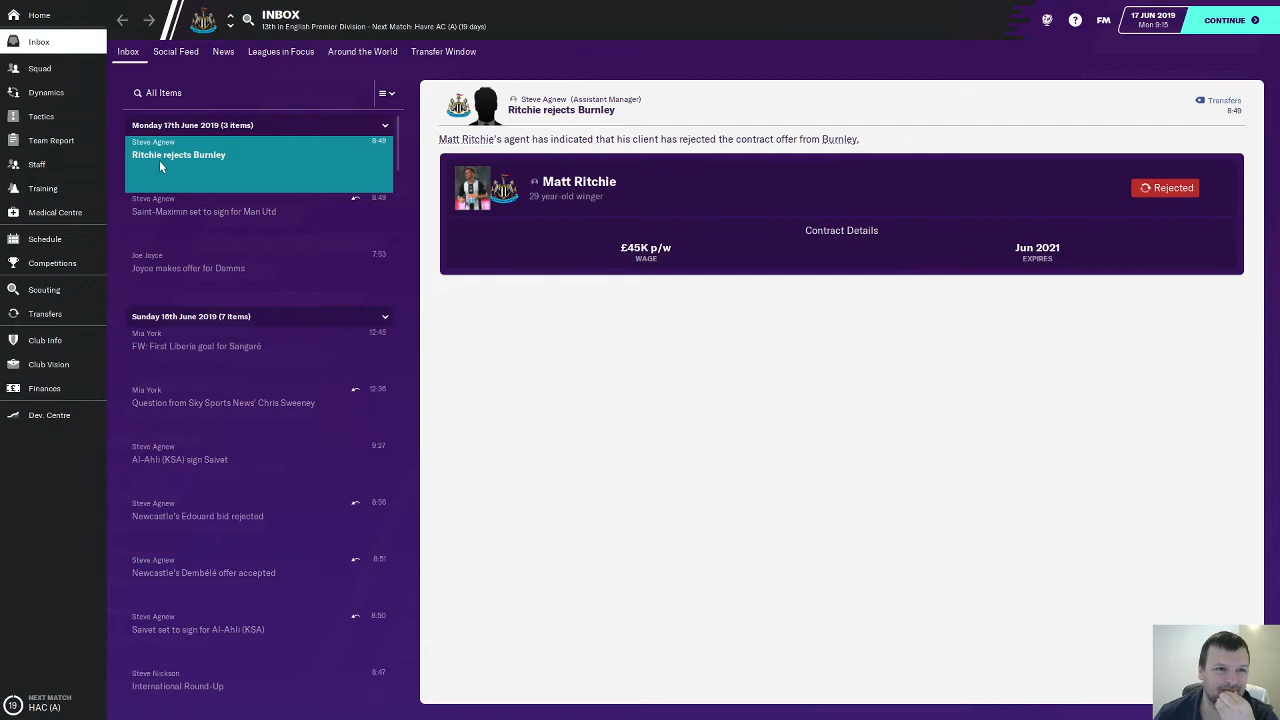 Home
Inbox
Squad
Dynamics
Tactics
Team Report
Staff
Training
Medical Centre
Schedule
Competitions
Scouting
Transfers
Club Info
Club Vision
Finances
Dev. Centre
19
NEXT MATCH
HAC (A)
INBOX
13th in English Premier Division - Next Match: Havre AC (A) (19 days)
?
FM
17 JUN 2019
Mon 9:15
CONTINUE
Inbox
Social Feed
News
Leagues in Focus
Around the World
Transfer Window
All Items
Monday 17th June 2019 (3 items)
Steve Agnew 8:49
Ritchie rejects Burnley
Steve Agnew 8:49
Saint-Maximin set to sign for Man Utd
Joe Joyce 7:53
Joyce makes offer for Damms
Sunday 16th June 2019 (7 items)
Mia York 12:45
FW: First Liberia goal for Sangaré
Mia York 12:36
Question from Sky Sports News' Chris Sweeney
Steve Agnew 9:27
Al-Ahli (KSA) sign Saivet
Steve Agnew 8:56
Newcastle's Edouard bid rejected
Steve Agnew 8:51
Newcastle's Dembélé offer accepted
Steve Agnew 8:50
Saivet set to sign for Al-Ahli (KSA)
Steve Nickson 8:47
International Round-Up
Steve Agnew (Assistant Manager)
Ritchie rejects Burnley
Transfers
8:49
Matt Ritchie's agent has indicated that his client has rejected the contract offer from Burnley.
Matt Ritchie
29 year-old winger
Rejected
Contract Details
£45K p/w
WAGE
Jun 2021
EXPIRES